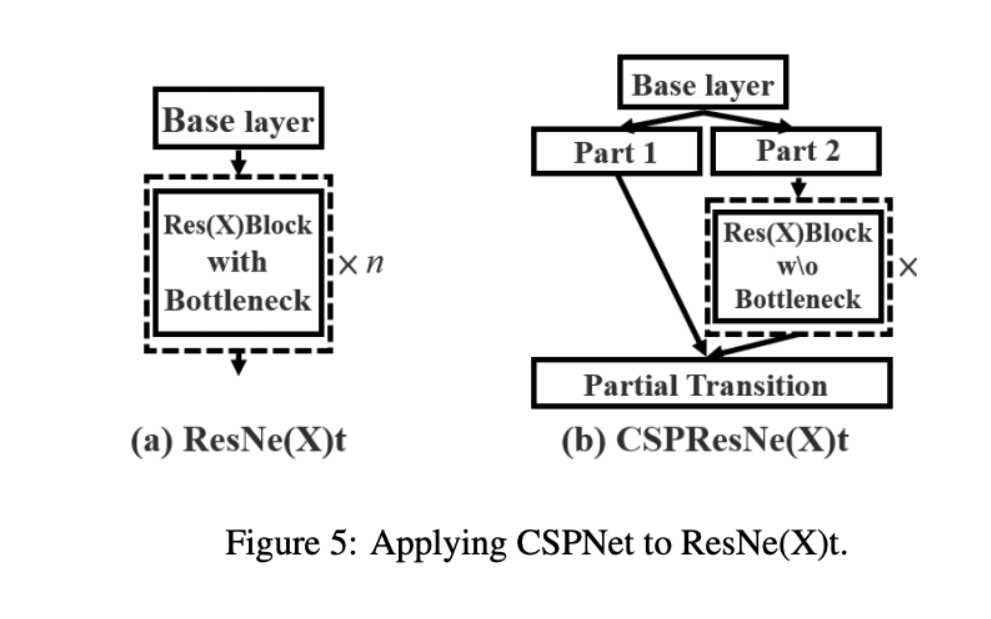 Base layer
Res(X)Block
with
Bottleneck
× n
(a) ResNe(X)t
Base layer
Part 1
Part 2
Res(X)Block
w\o
Bottleneck
×
Partial Transition
(b) CSPResNe(X)t
Figure 5: Applying CSPNet to ResNe(X)t.